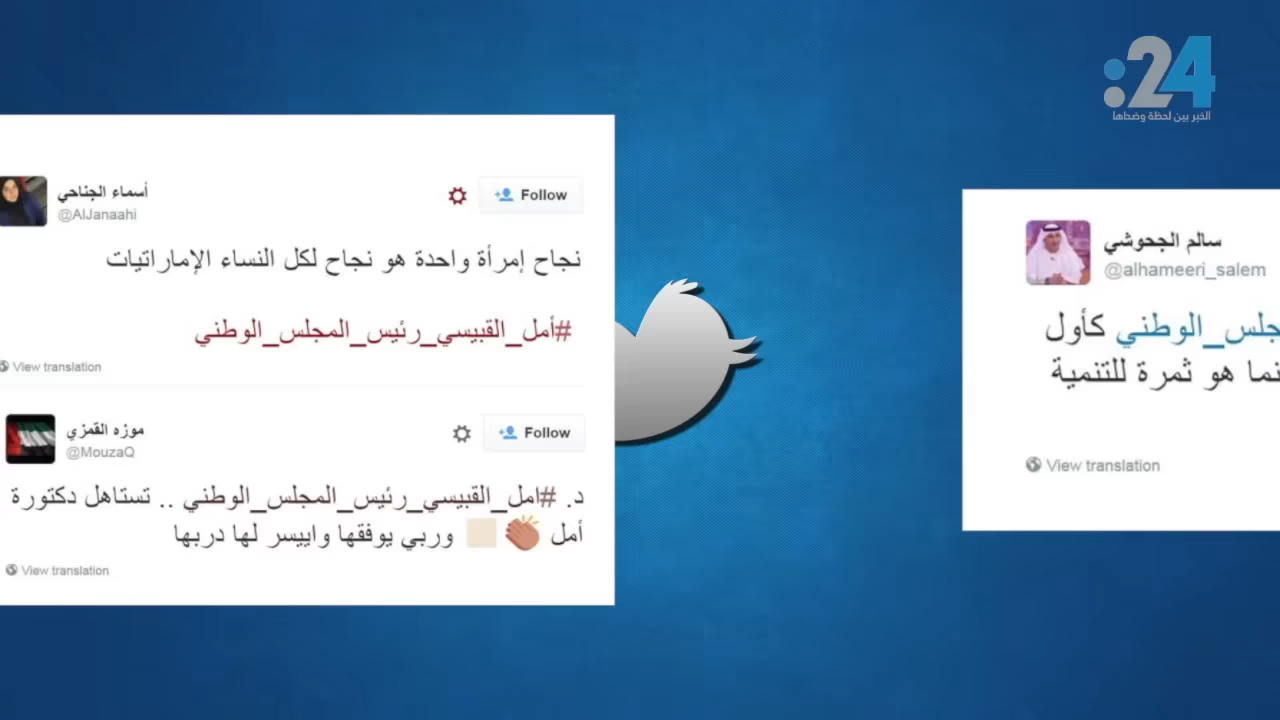 :24
الخبر بين لحظة وضداها
أسماء الجناحي
@AlJanaahi
Follow
نجاح إمرأة واحدة هو نجاح لكل النساء الإماراتيات
#أمل_القبيسي_رئيس_المجلس_الوطني
View translation
موزه القمزي
@MouzaQ
Follow
د. #امل_القبيسي_رئيس_المجلس_الوطني .. تستاهل دكتورة
أمل 👏🏽 🏼 وربي يوفقها واييسر لها دربها
View translation
سالم الجحوشي
@alhameeri_salem
جلس_الوطني كأول
نما هو ثمرة للتنمية
View translation